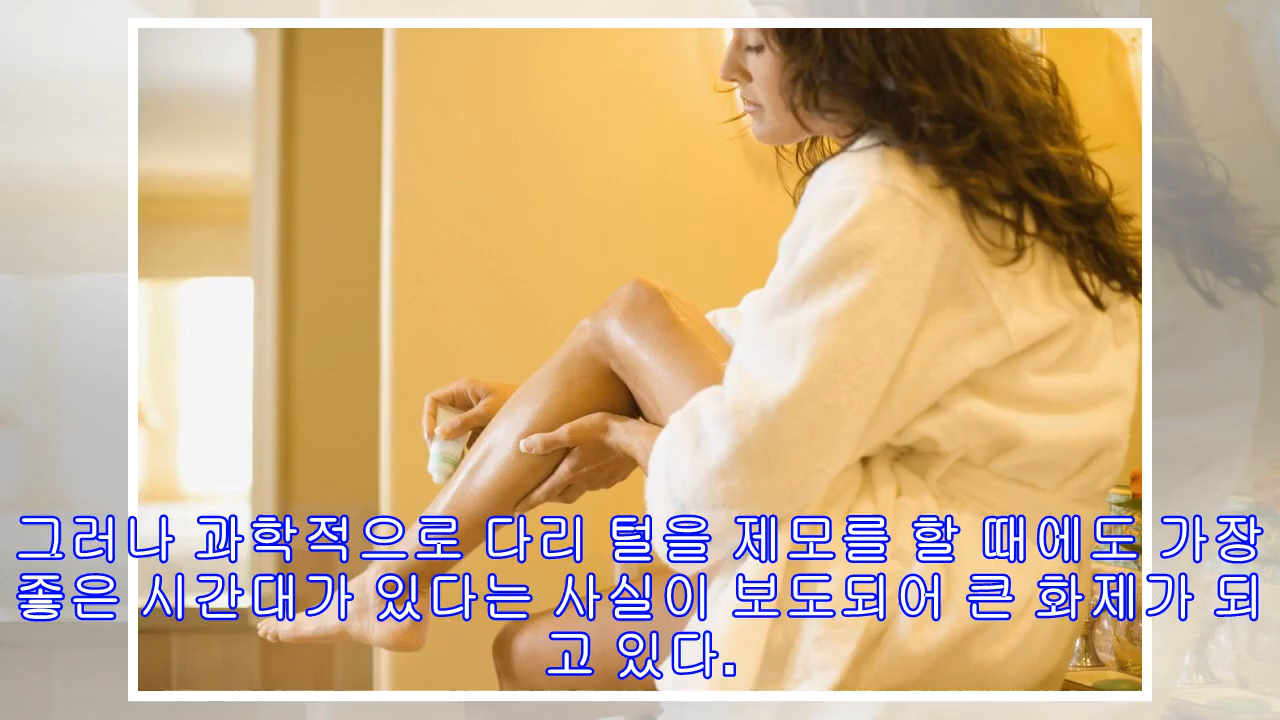 그러나 과학적으로 다리 털을 제모를 할 때에도 가장
좋은 시간대가 있다는 사실이 보도되어 큰 화제가 되
고 있다.